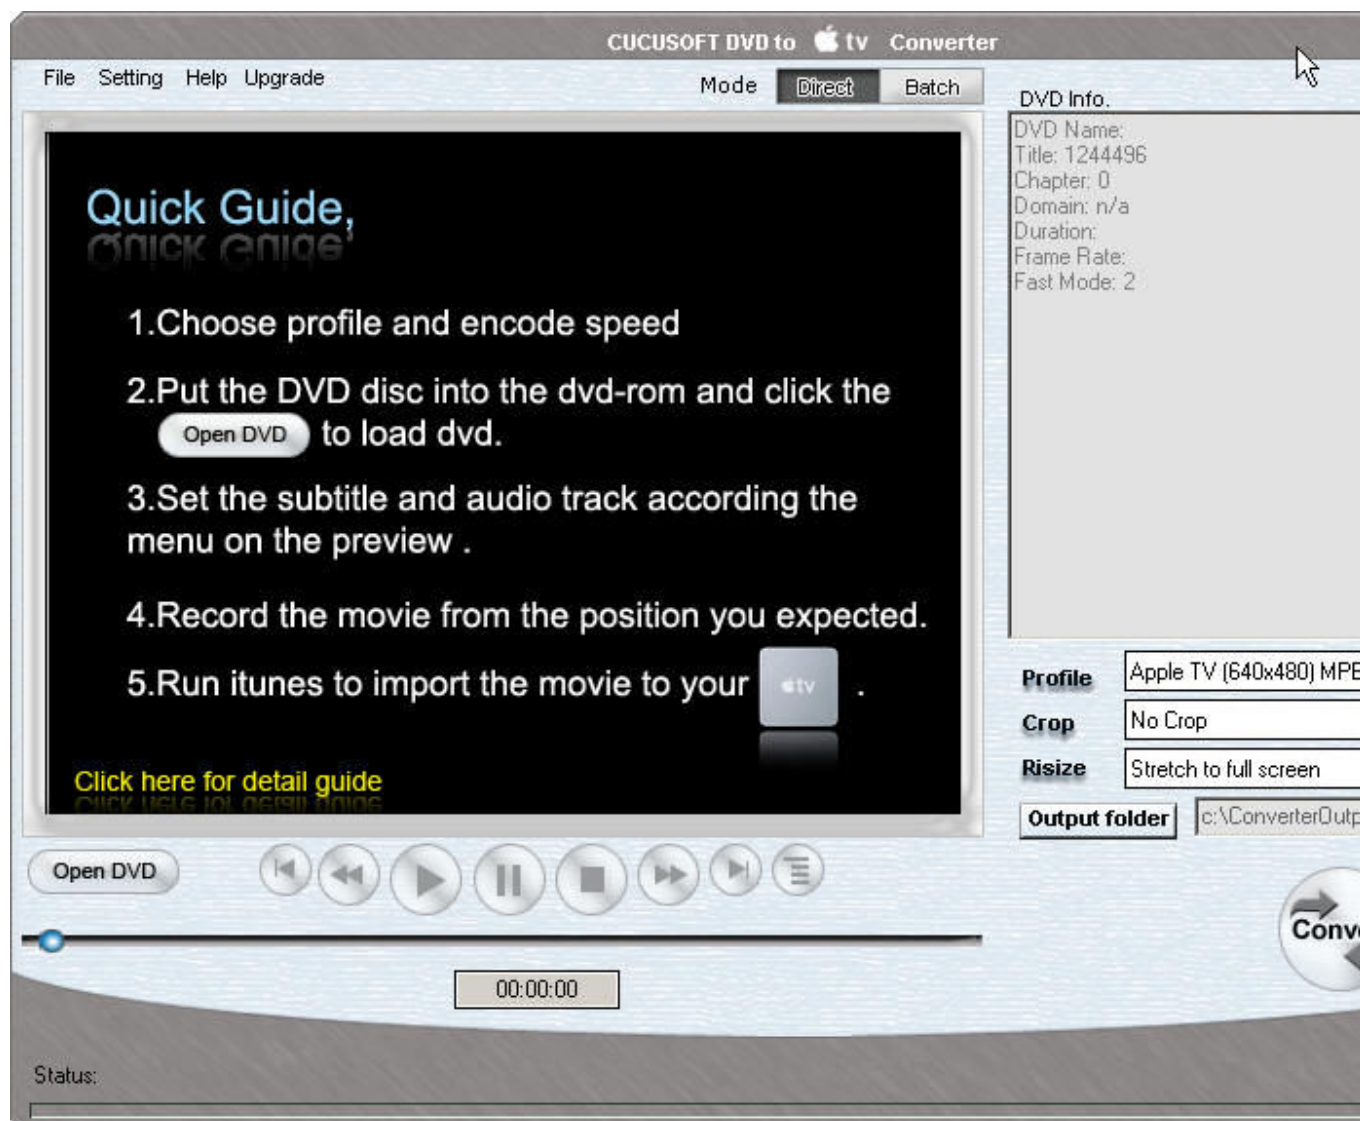 CUCUSOFT DVD to tv Converter
File Setting Help Upgrade
Mode Direct Batch
DVD Info.
DVD Name:
Title: 1244496
Chapter: 0
Domain: n/a
Duration:
Frame Rate:
Fast Mode: 2
Quick Guide,
1.Choose profile and encode speed
2.Put the DVD disc into the dvd-rom and click the
Open DVD to load dvd.
3.Set the subtitle and audio track according the
menu on the preview .
4.Record the movie from the position you expected.
5.Run itunes to import the movie to your tv .
Click here for detail guide
Profile Apple TV (640x480) MPE
Crop No Crop
Risize Stretch to full screen
Output folder c:\ConverterOutp
Open DVD
Conve
00:00:00
Status: